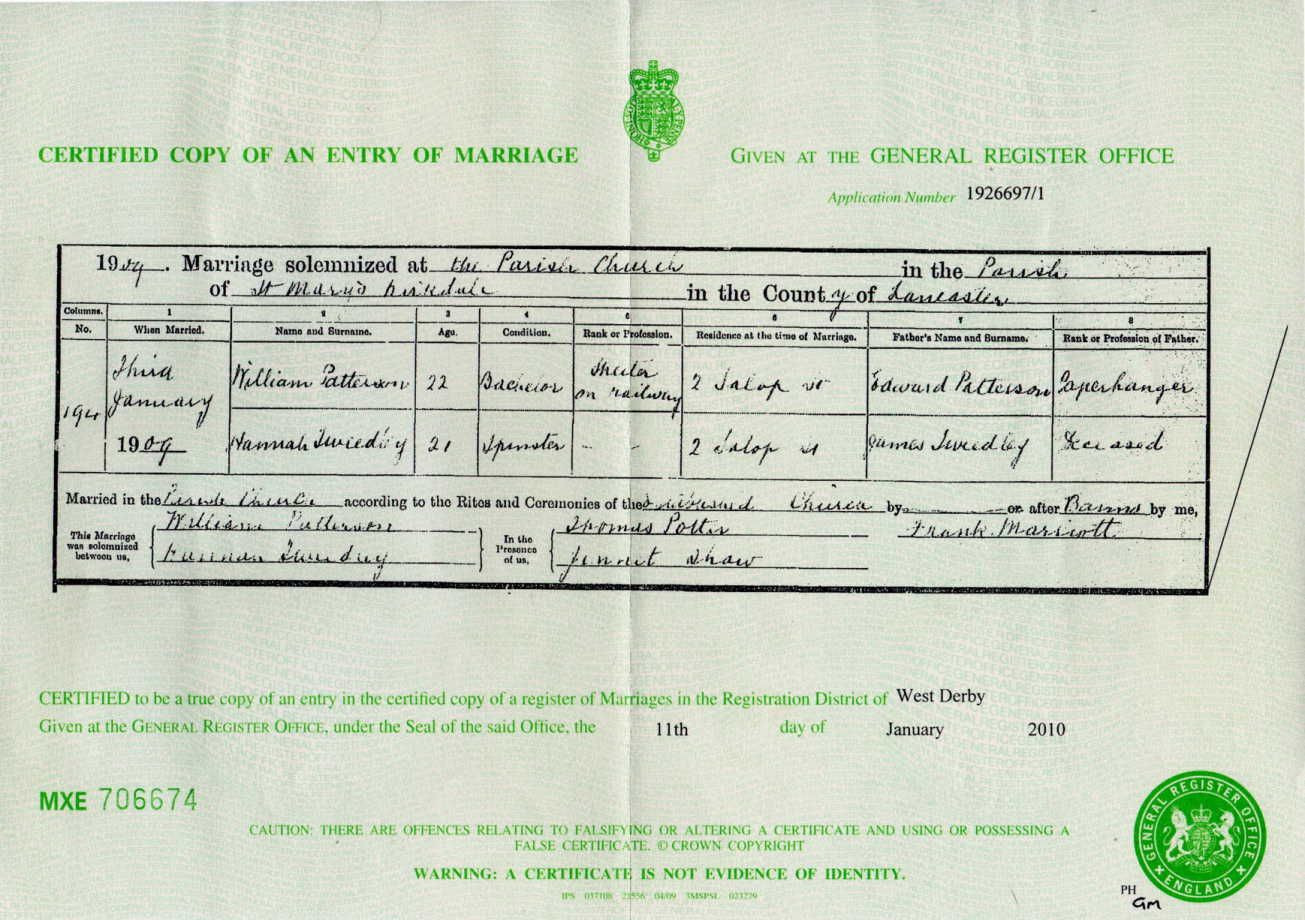 CERTIFIED COPY OF AN ENTRY OF MARRIAGE
GIVEN AT THE GENERAL REGISTER OFFICE
Application Number 1926697/1
1909. Marriage solemnized at the Parish Church in the Parish
of St Mary's Kirkdale in the County of Lancaster
Columns. 1 2 3 4 5 6 7 8
No. When Married. Name and Surname. Age. Condition. Rank or Profession. Residence at the time of Marriage. Father's Name and Surname. Rank or Profession of Father.
Third January 1909 William Patterson 22 Bachelor Sheeter on railway 2 Salop St Edward Patterson Paperhanger
Hannah Tweedley 21 Spinster - - 2 Salop St James Tweedley Deceased
Married in the Parish Church according to the Rites and Ceremonies of the Established Church by or after Banns by me,
This Marriage was solemnized between us, William Patterson In the Presence of us, Thomas Potter Frank Marriott
Hannah Jennet Shaw
CERTIFIED to be a true copy of an entry in the certified copy of a register of Marriages in the Registration District of West Derby
Given at the GENERAL REGISTER OFFICE, under the Seal of the said Office, the 11th day of January 2010
MXE 706674
CAUTION: THERE ARE OFFENCES RELATING TO FALSIFYING OR ALTERING A CERTIFICATE AND USING OR POSSESSING A
FALSE CERTIFICATE. © CROWN COPYRIGHT
WARNING: A CERTIFICATE IS NOT EVIDENCE OF IDENTITY.
GENERAL REGISTER OFFICE
ENGLAND
PH
GM